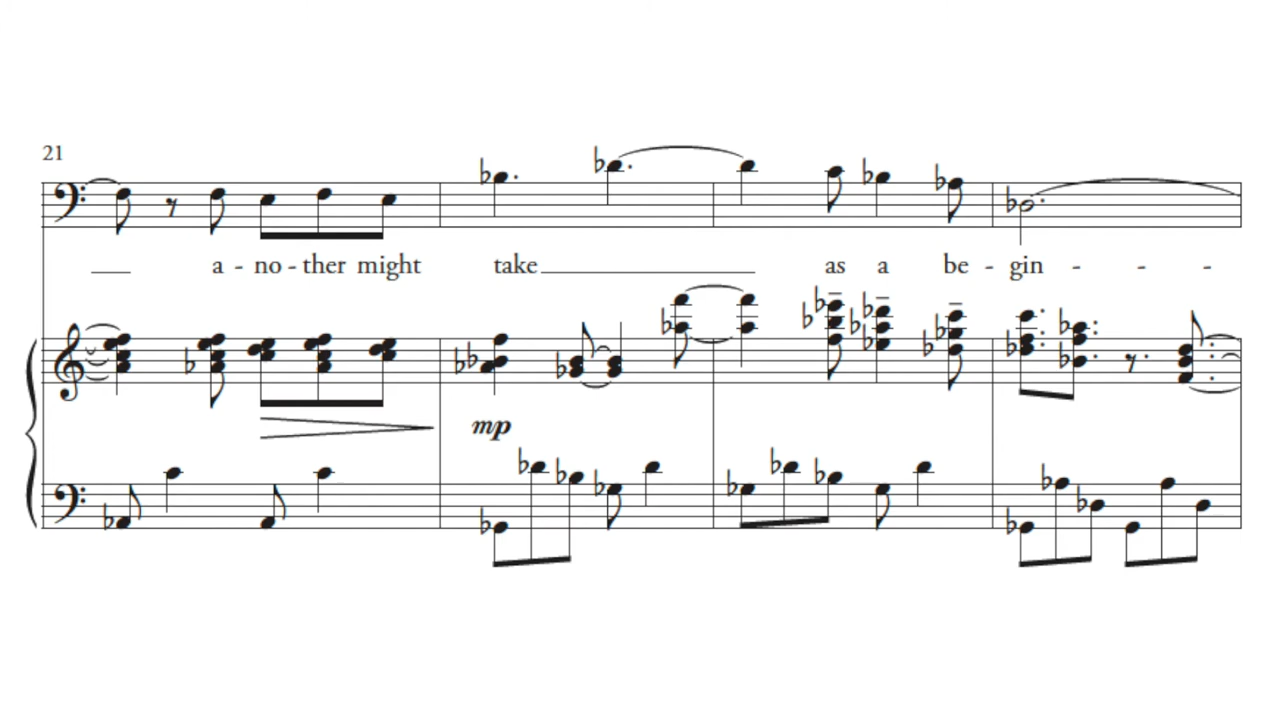 21
a - no - ther might take as a be - gin - - -
mp